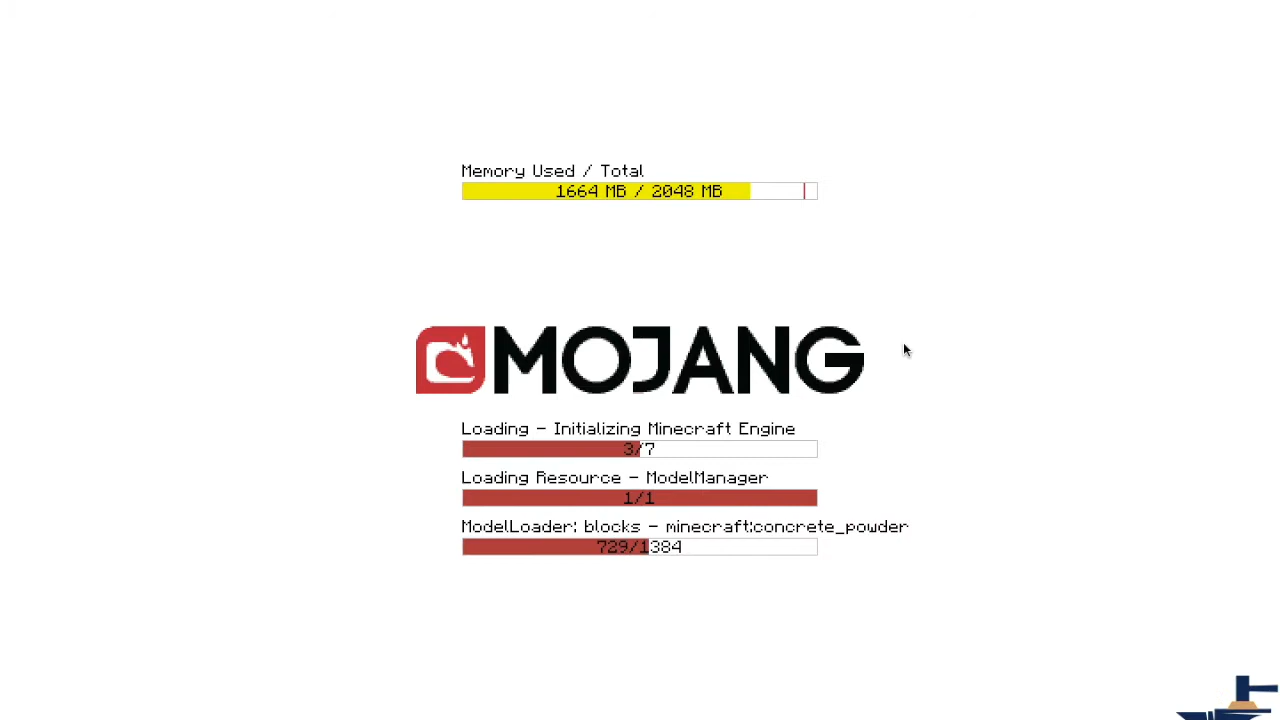 Memory Used / Total
1664 MB / 2048 MB
MOJANG
Loading - Initializing Minecraft Engine
3/7
Loading Resource - ModelManager
1/1
ModelLoader: blocks - minecraft:concrete_powder
729/1384